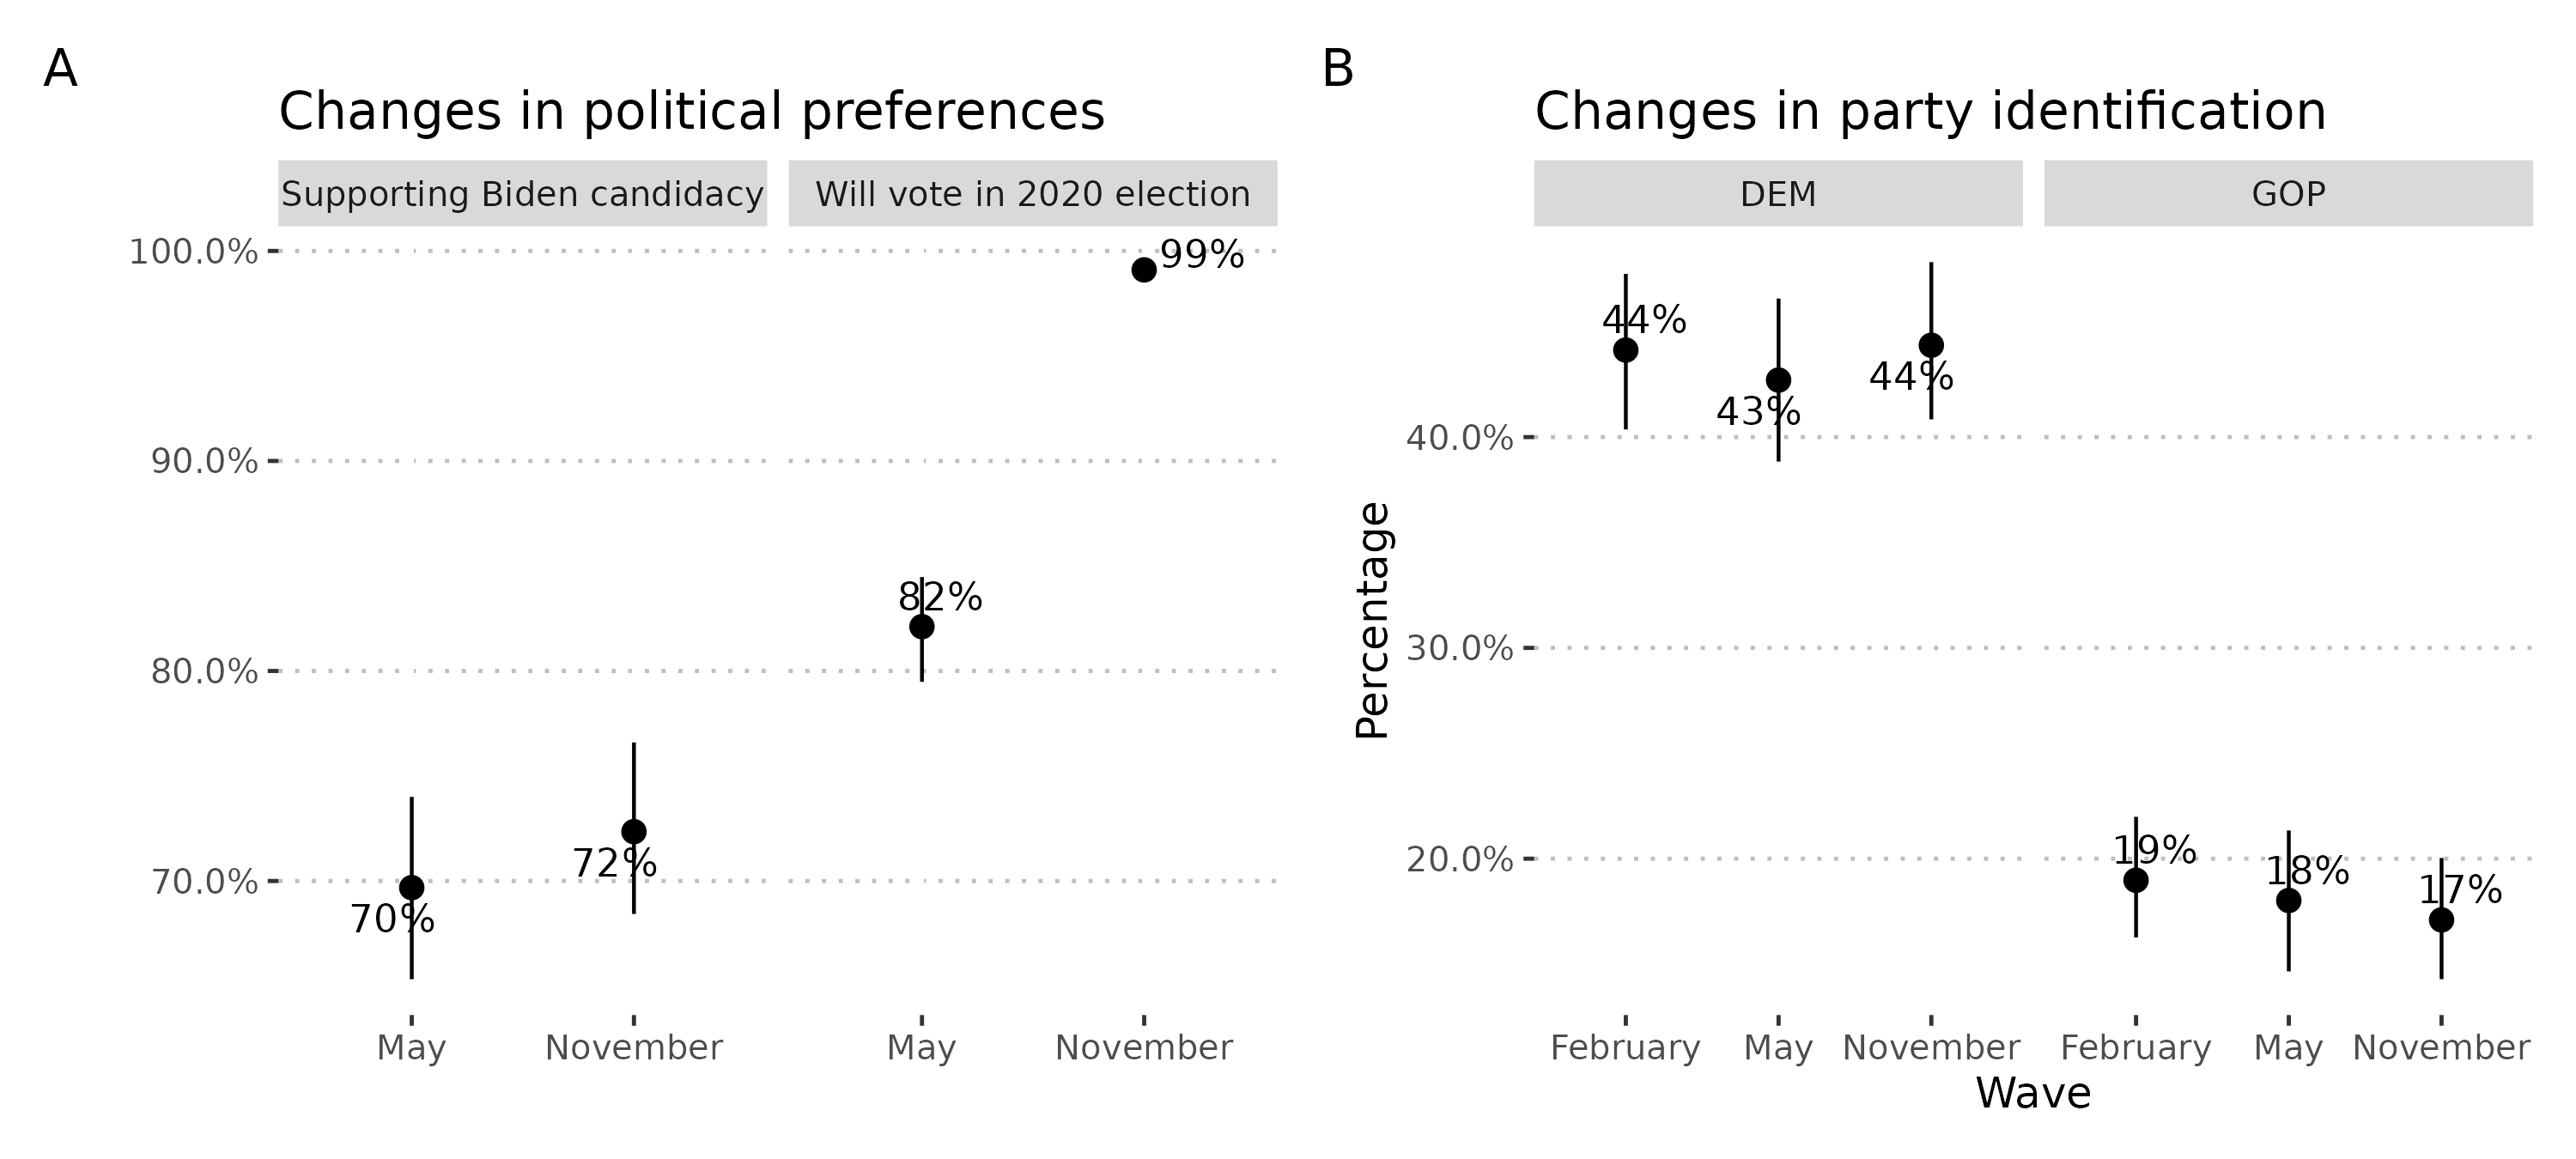 A
Changes in political preferences
Supporting Biden candidacy
Will vote in 2020 election
100.0%
90.0%
80.0%
70.0%
70%
72%
82%
99%
May
November
May
November
B
Changes in party identification
DEM
GOP
Percentage
40.0%
30.0%
20.0%
44%
43%
44%
19%
18%
17%
February
May
November
February
May
November
Wave